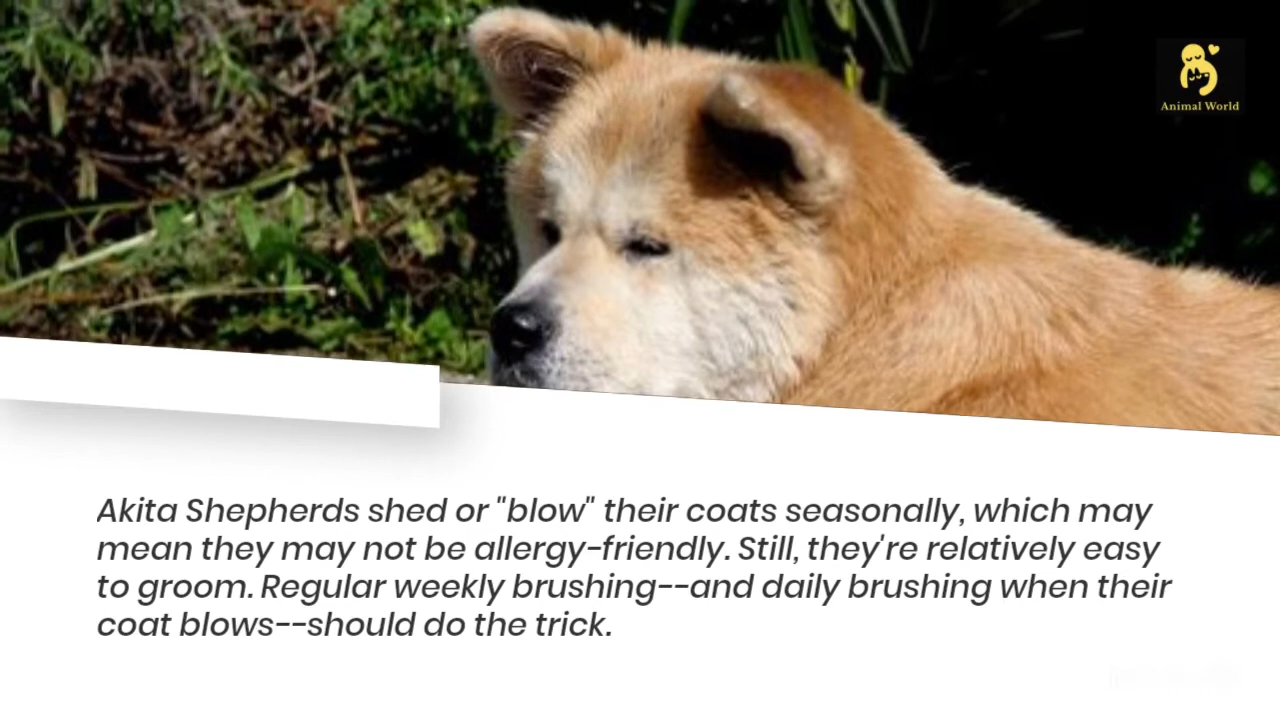 Animal World
Akita Shepherds shed or "blow" their coats seasonally, which may
mean they may not be allergy-friendly. Still, they're relatively easy
to groom. Regular weekly brushing--and daily brushing when their
coat blows--should do the trick.